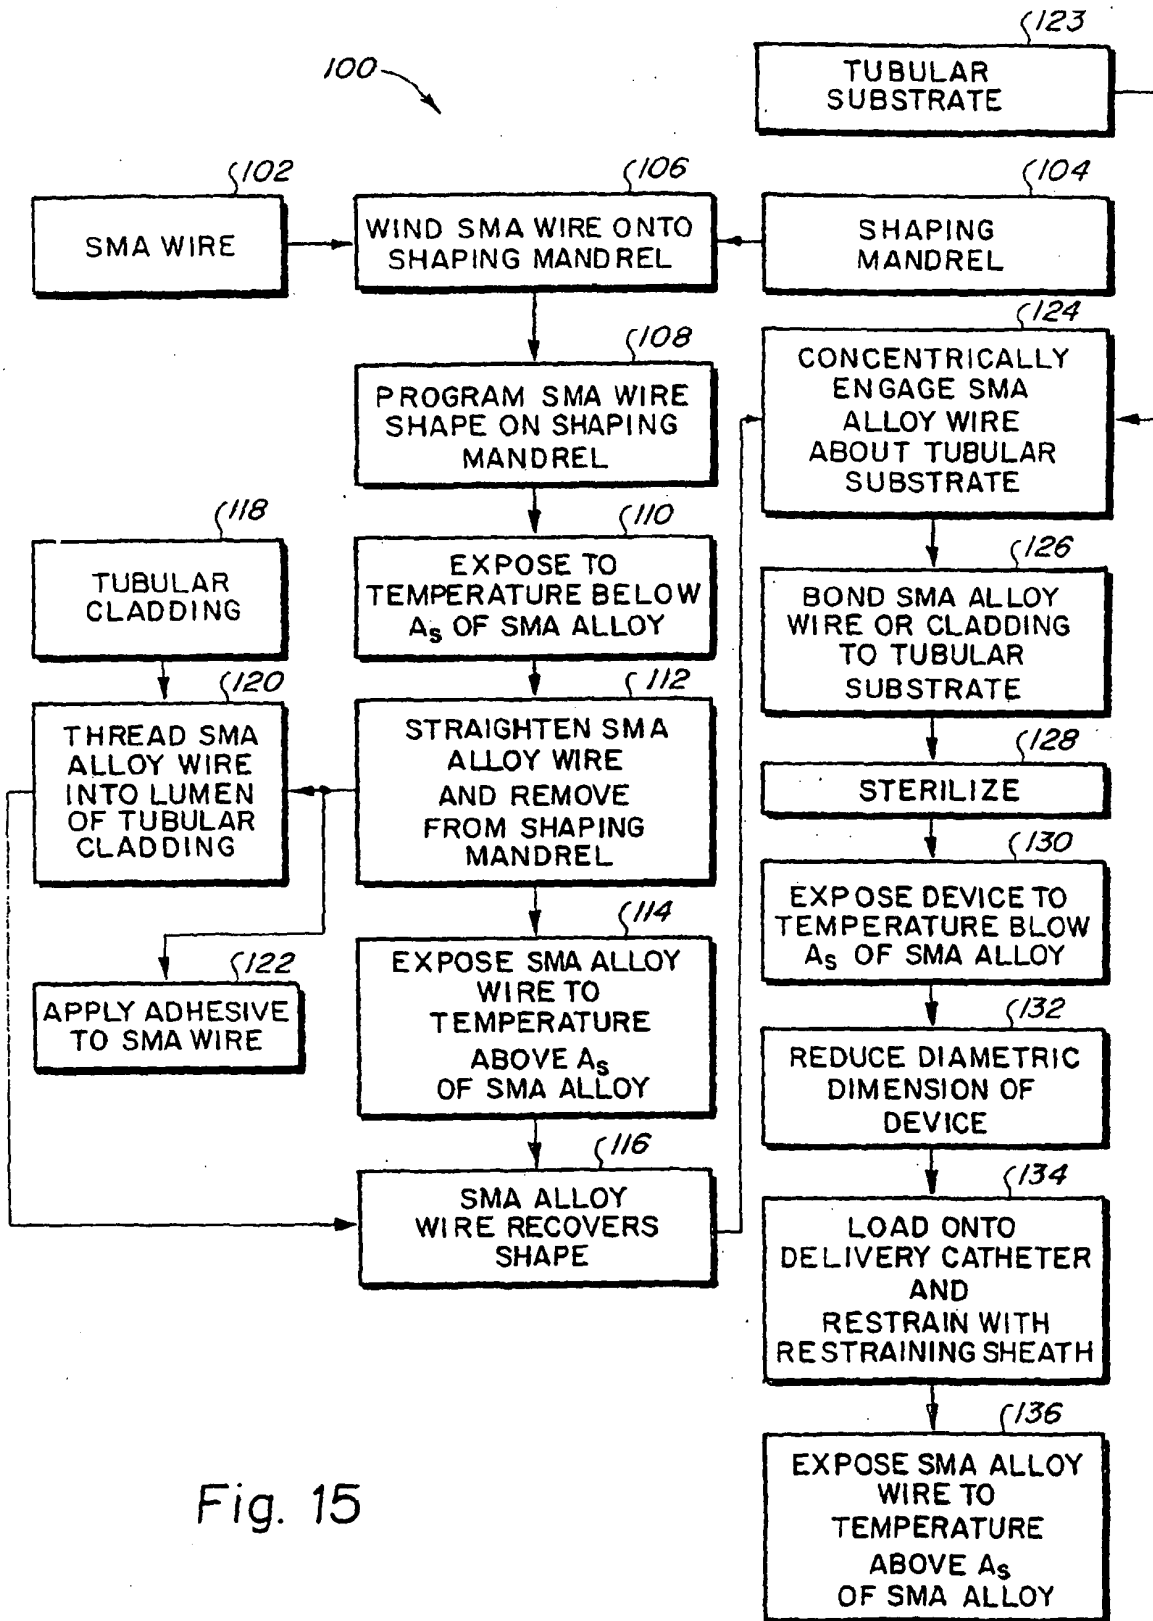 123
TUBULAR
SUBSTRATE
100
102
SMA WIRE
106
WIND SMA WIRE ONTO
SHAPING MANDREL
104
SHAPING
MANDREL
108
PROGRAM SMA WIRE
SHAPE ON SHAPING
MANDREL
110
EXPOSE TO
TEMPERATURE BELOW
As OF SMA ALLOY
112
STRAIGHTEN SMA
ALLOY WIRE
AND REMOVE
FROM SHAPING
MANDREL
118
TUBULAR
CLADDING
120
THREAD SMA
ALLOY WIRE
INTO LUMEN
OF TUBULAR
CLADDING
122
APPLY ADHESIVE
TO SMA WIRE
114
EXPOSE SMA ALLOY
WIRE TO
TEMPERATURE
ABOVE As
OF SMA ALLOY
116
SMA ALLOY
WIRE RECOVERS
SHAPE
124
CONCENTRICALLY
ENGAGE SMA
ALLOY WIRE
ABOUT TUBULAR
SUBSTRATE
126
BOND SMA ALLOY
WIRE OR CLADDING
TO TUBULAR
SUBSTRATE
128
STERILIZE
130
EXPOSE DEVICE TO
TEMPERATURE BLOW
As OF SMA ALLOY
132
REDUCE DIAMETRIC
DIMENSION OF
DEVICE
134
LOAD ONTO
DELIVERY CATHETER
AND
RESTRAIN WITH
RESTRAINING SHEATH
136
EXPOSE SMA ALLOY
WIRE TO
TEMPERATURE
ABOVE As
OF SMA ALLOY
Fig. 15